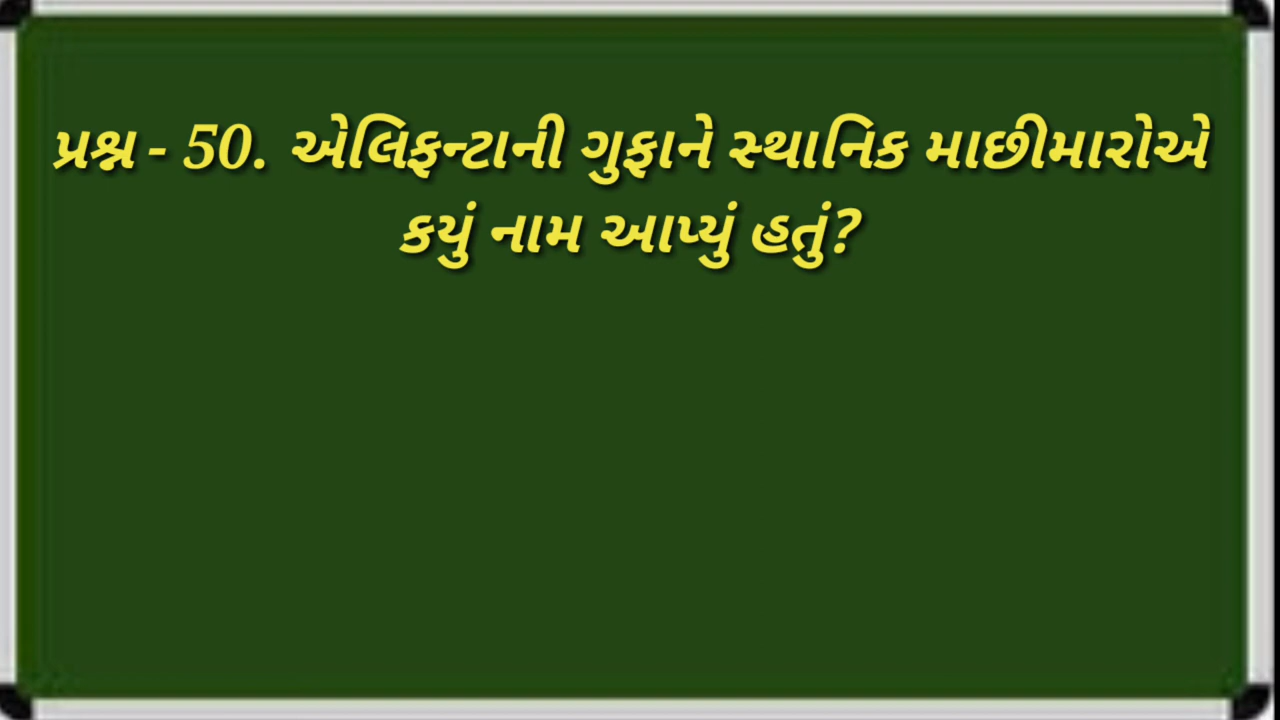 પ્રશ્ન - 50. એલિફન્ટાની ગુફાને સ્થાનિક માછીમારોએ
કયું નામ આપ્યું હતું?